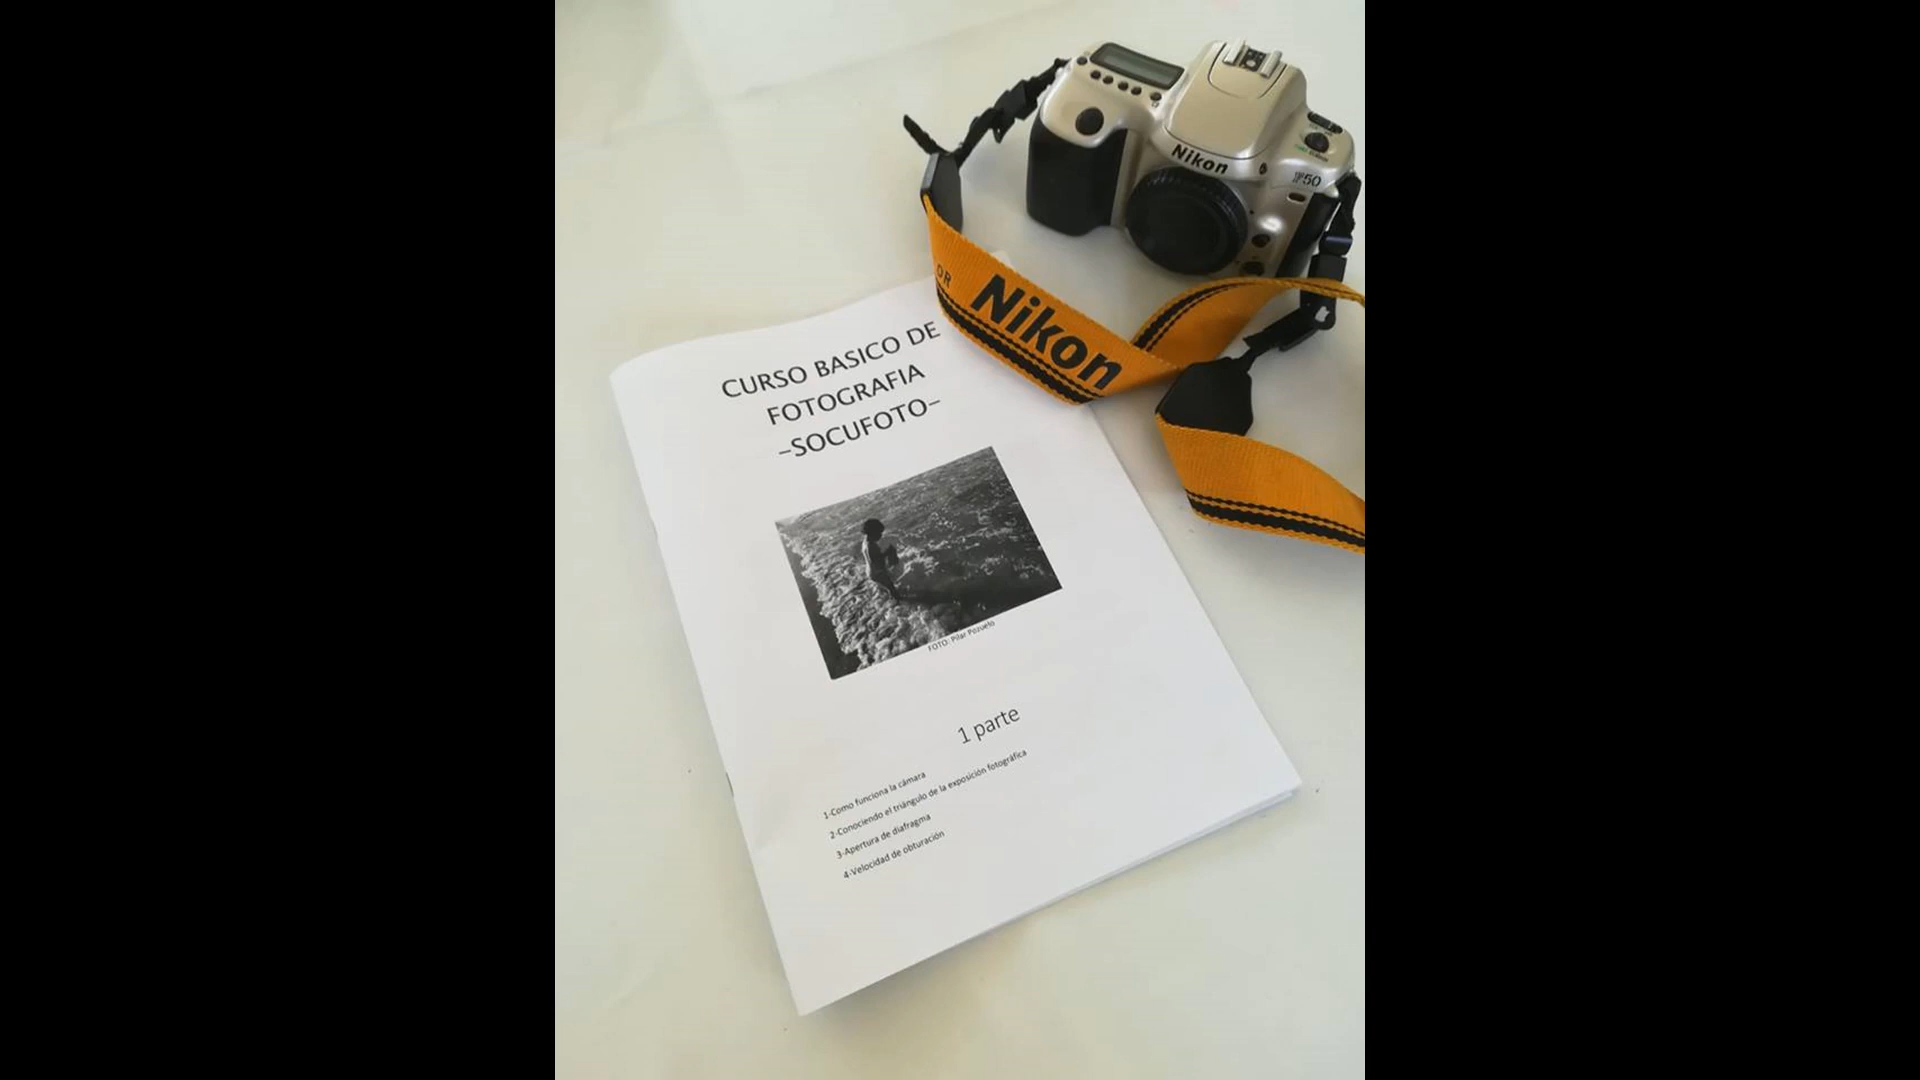 Nikon
F50
OR
Nikon
CURSO BASICO DE
FOTOGRAFIA
-SOCUFOTO-
FOTO: Pilar Pozuelo
1 parte
1-Como funciona la cámara
2-Conociendo el triángulo de la exposición fotográfica
3-Apertura de diafragma
4-Velocidad de obturación